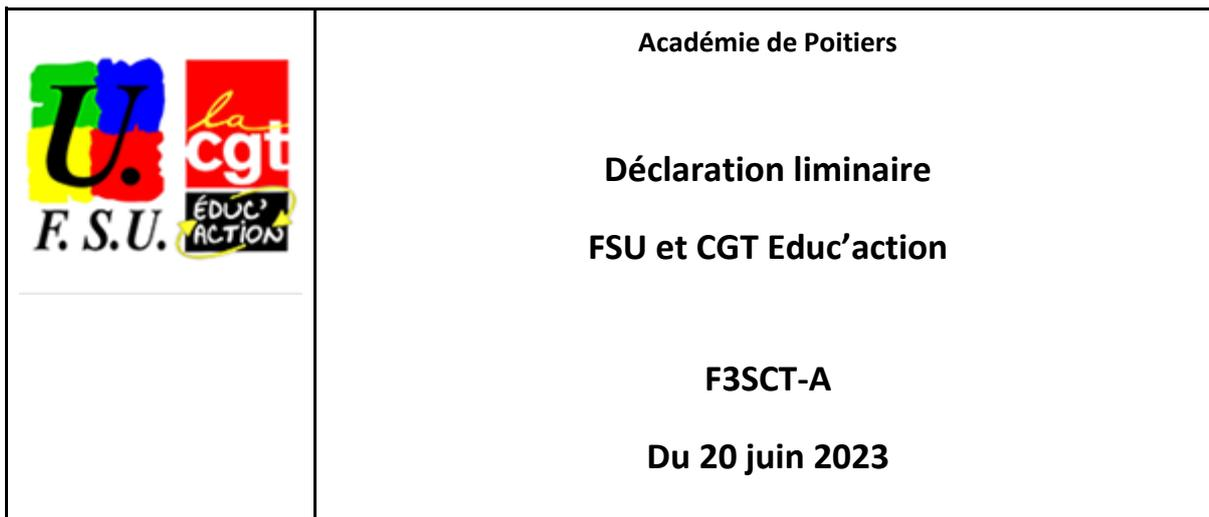 U.
F. S.U.
la
cgt
ÉDUC'
ACTION
Académie de Poitiers
Déclaration liminaire
FSU et CGT Educ’action
F3SCT-A
Du 20 juin 2023